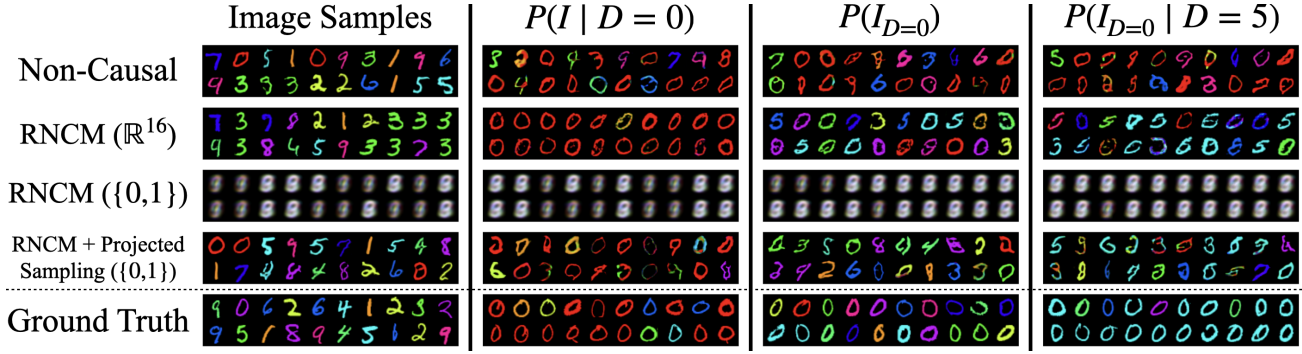 Image Samples
P(I | D = 0)
P(I_{D=0})
P(I_{D=0} | D = 5)
Non-Causal
RNCM (ℝ¹⁶)
RNCM ({0,1})
RNCM + Projected
Sampling ({0,1})
Ground Truth